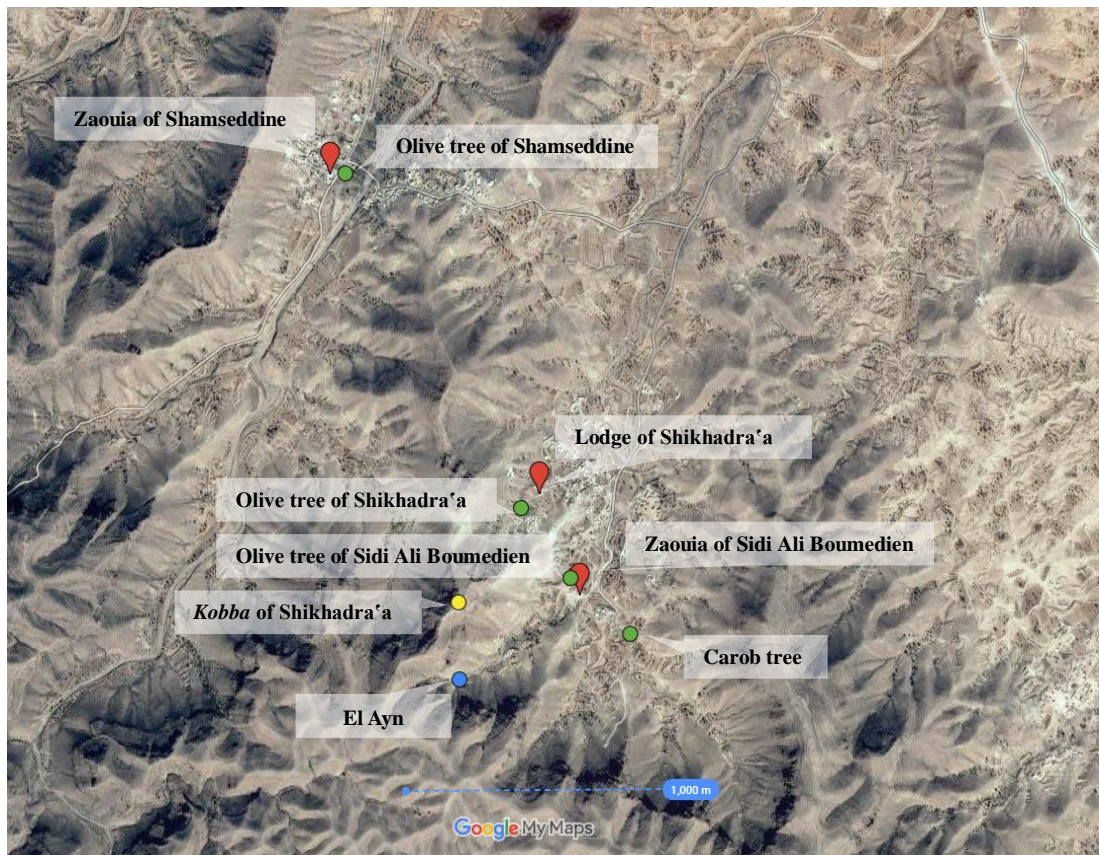 Zaouia of Shamseddine
Olive tree of Shamseddine
Lodge of Shikhadraʿa
Olive tree of Shikhadraʿa
Zaouia of Sidi Ali Boumedien
Olive tree of Sidi Ali Boumedien
Kobba of Shikhadraʿa
Carob tree
El Ayn
1,000 m
Google My Maps